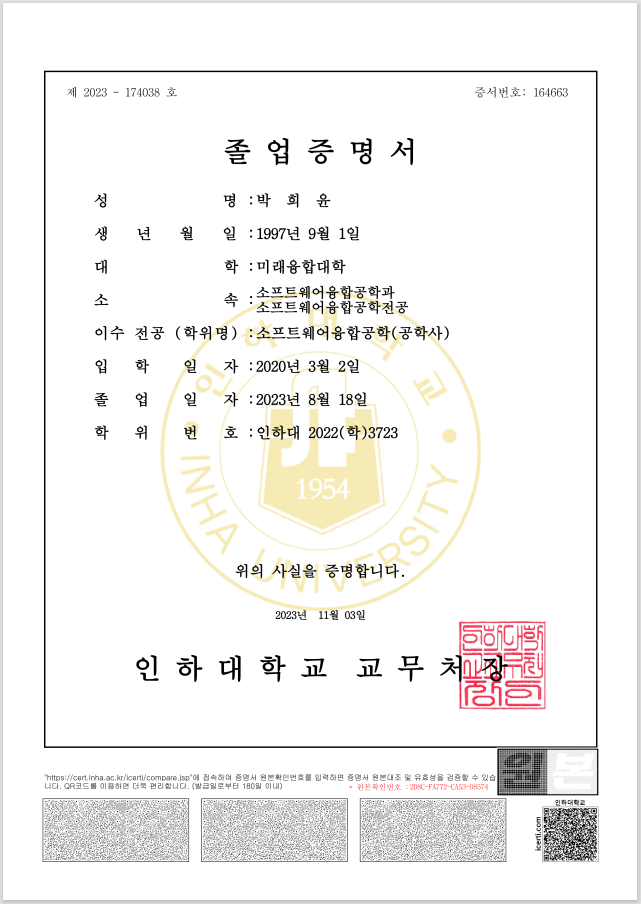 제 2023 - 174038 호
증서번호: 164663
졸 업 증 명 서
성 명 : 박 희 윤
생 년 월 일 : 1997년 9월 1일
대 학 : 미래융합대학
소 속 : 소프트웨어융합공학과
소프트웨어융합공학전공
이수 전공 (학위명) : 소프트웨어융합공학(공학사)
입 학 일 자 : 2020년 3월 2일
졸 업 일 자 : 2023년 8월 18일
학 위 번 호 : 인하대 2022(학)3723
인 하 대 학 교
1954
INHA UNIVERSITY
위의 사실을 증명합니다.
2023년 11월 03일
인 하 대 학 교 교 무 처 장
원본
"https://cert.inha.ac.kr/icerti/compare.jsp"에 접속하여 증명서 원본확인번호를 입력하면 증명서 원본대조 및 유효성을 검증할 수 있습
니다. QR코드를 이용하면 더욱 편리합니다. (발급일로부터 180일 이내)
* 원본확인번호 : 2B8C-FA772-CA53-08574
인하대학교
icerti.com